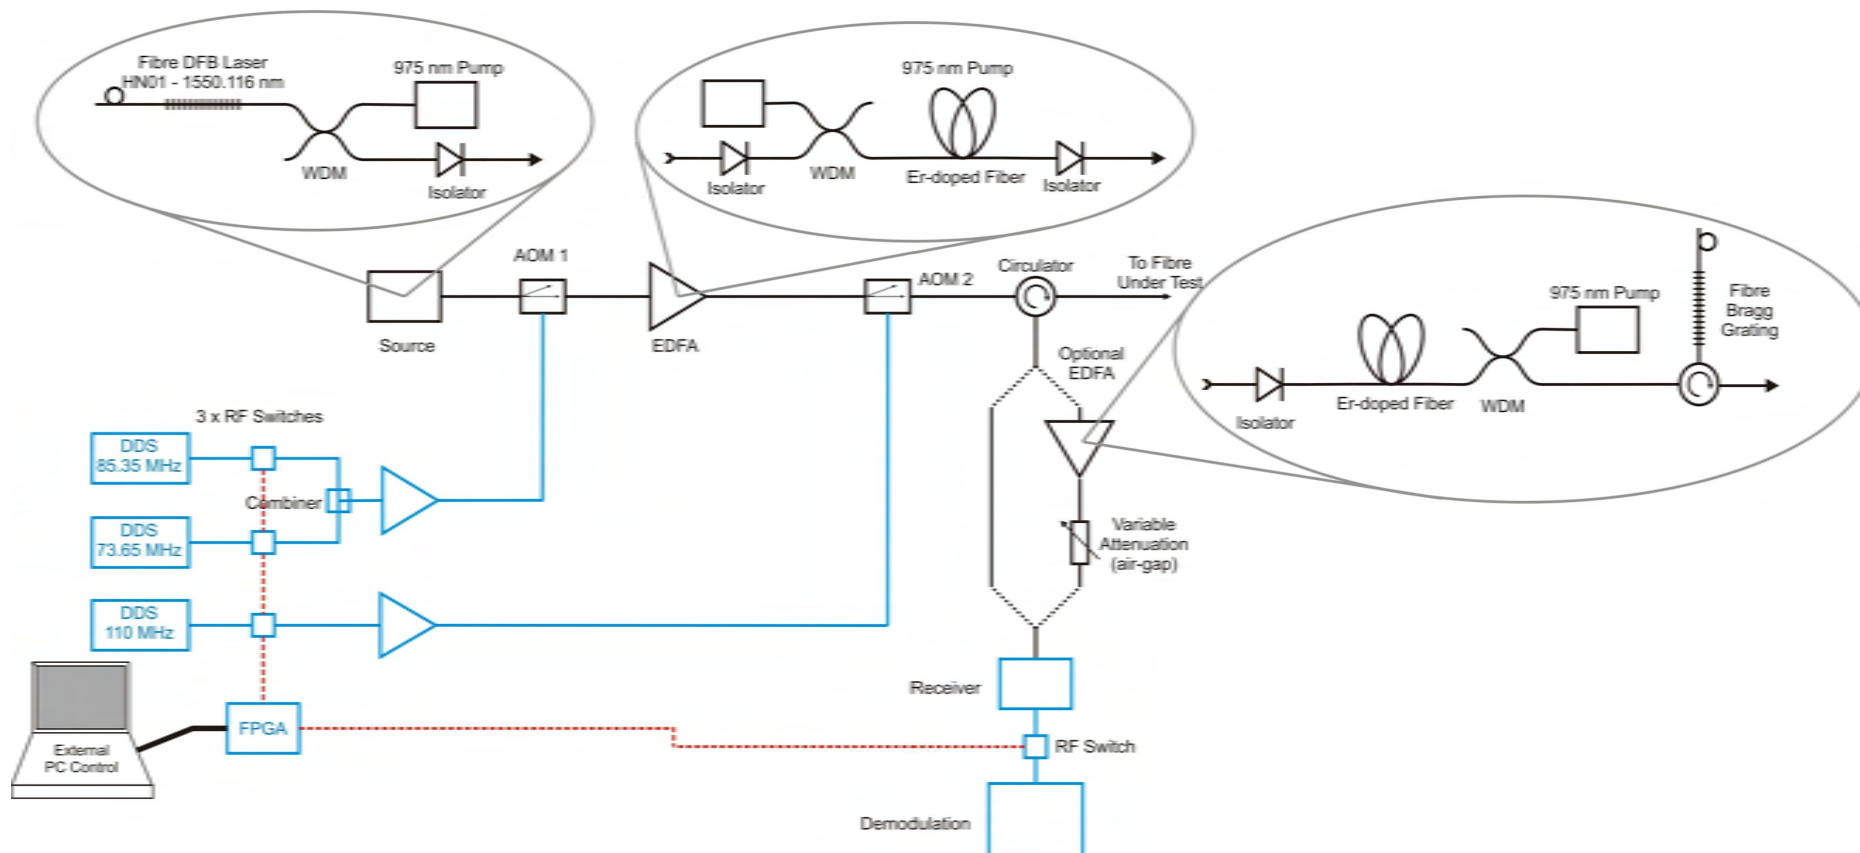 Fibre DFB Laser
HN01 - 1550.116 nm
975 nm Pump
WDM
Isolator
975 nm Pump
Isolator
WDM
Er-doped Fiber
Isolator
AOM 1
Source
EDFA
AOM 2
Circulator
To Fibre
Under Test
975 nm Pump
Fibre
Bragg
Grating
Isolator
Er-doped Fiber
WDM
Optional
EDFA
Variable
Attenuation
(air-gap)
3 x RF Switches
DDS
85.35 MHz
Combiner
DDS
73.65 MHz
DDS
110 MHz
Receiver
FPGA
RF Switch
External
PC Control
Demodulation